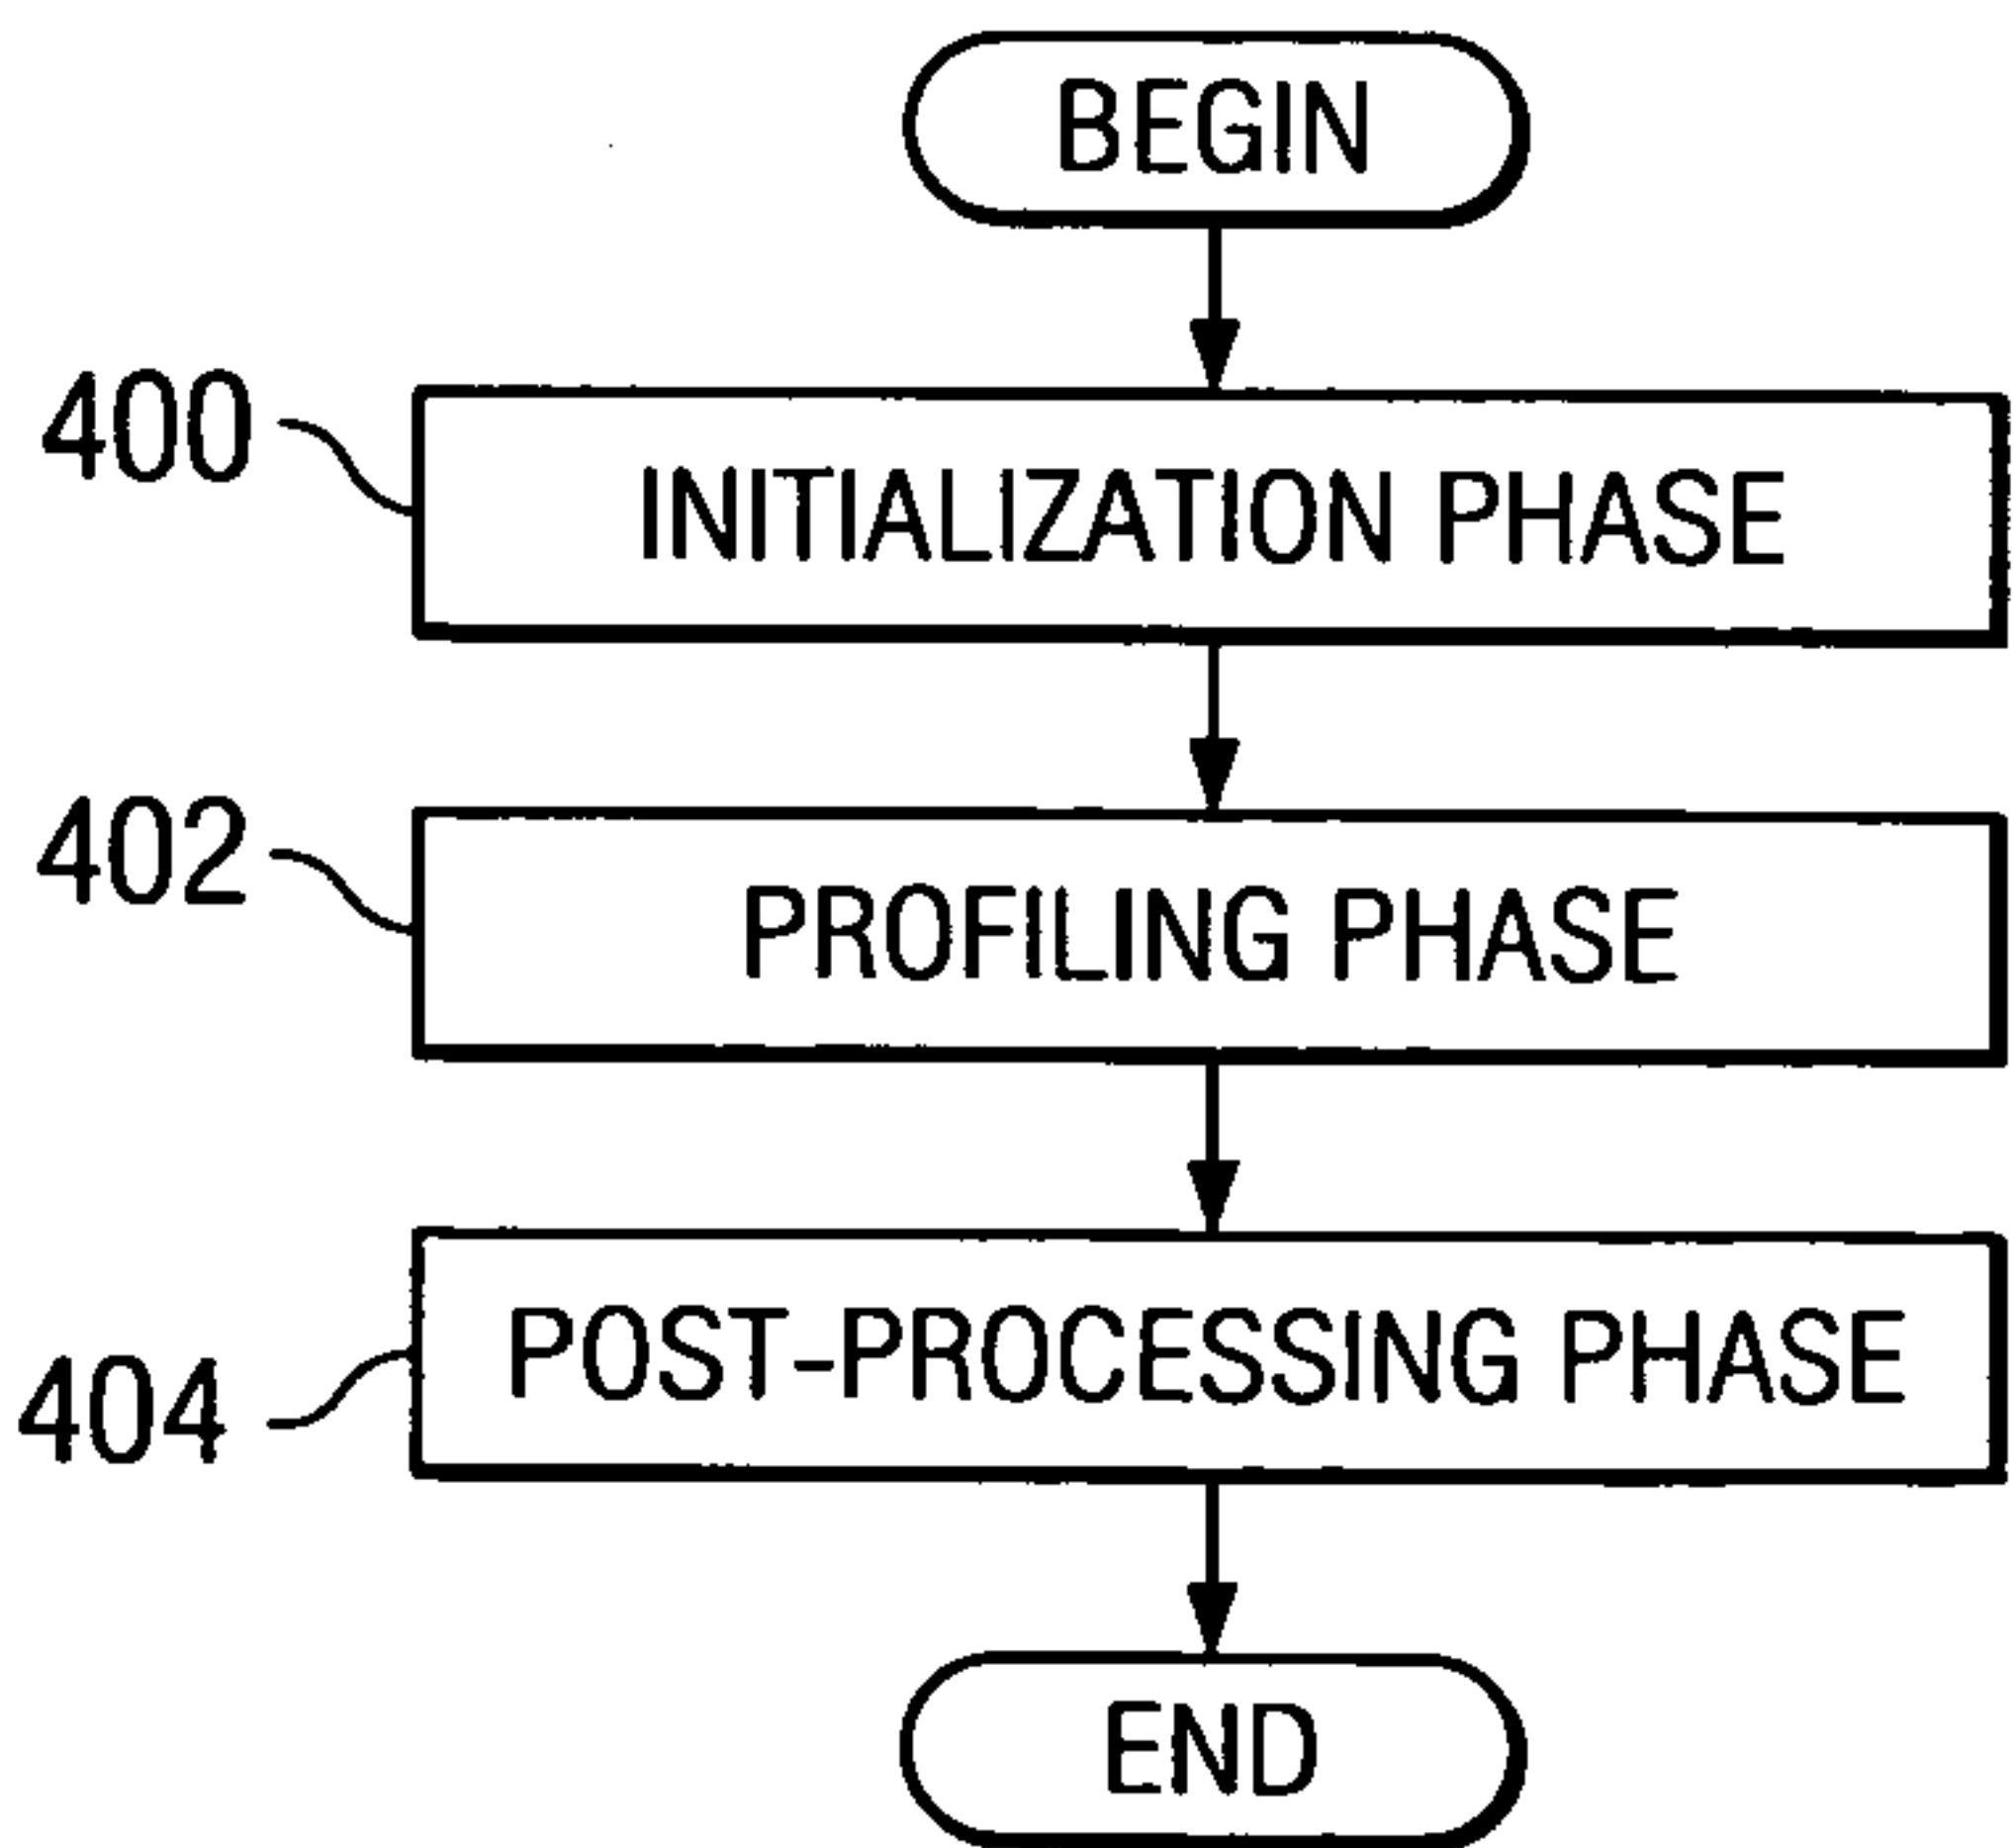 BEGIN
400
INITIALIZATION PHASE
402
PROFILING PHASE
404
POST-PROCESSING PHASE
END